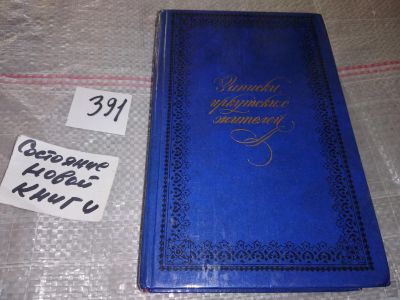 391
Состояние
новой
книги
Записки
иркутских
жителей